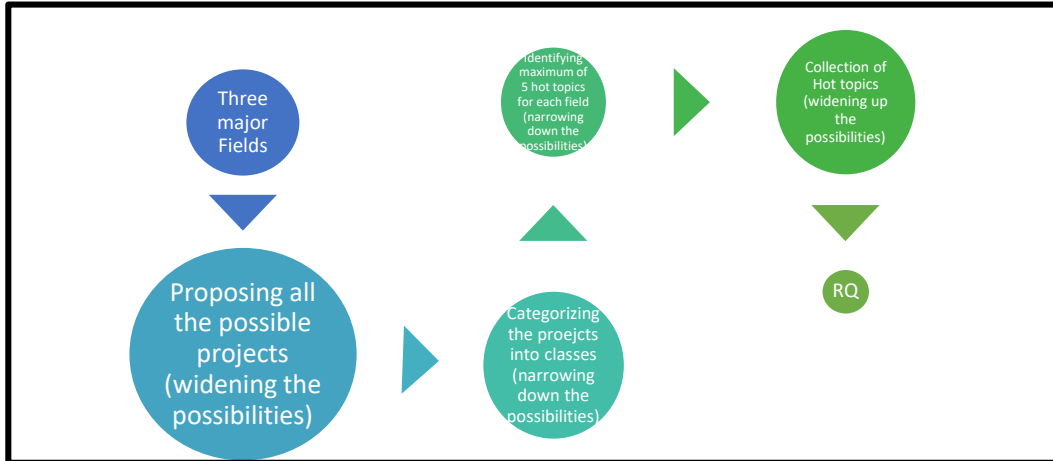 Three
major
Fields
Proposing all
the possible
projects
(widening the
possibilities)
Categorizing
the proejcts
into classes
(narrowing
down the
possibilities)
Identifying
maximum of
5 hot topics
for each field
(narrowing
down the
possibilities)
Collection of
Hot topics
(widening up
the
possibilities)
RQ